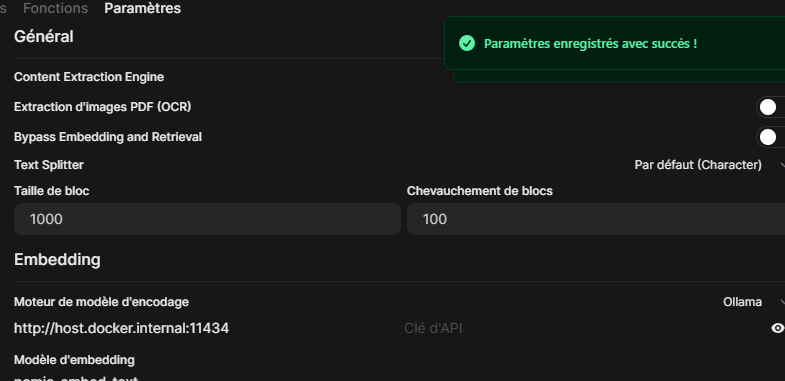 s Fonctions Paramètres
Général
Paramètres enregistrés avec succès !
Content Extraction Engine
Extraction d'images PDF (OCR)
Bypass Embedding and Retrieval
Text Splitter Par défaut (Character)
Taille de bloc Chevauchement de blocs
1000 100
Embedding
Moteur de modèle d'encodage Ollama
http://host.docker.internal:11434 Clé d'API
Modèle d'embedding